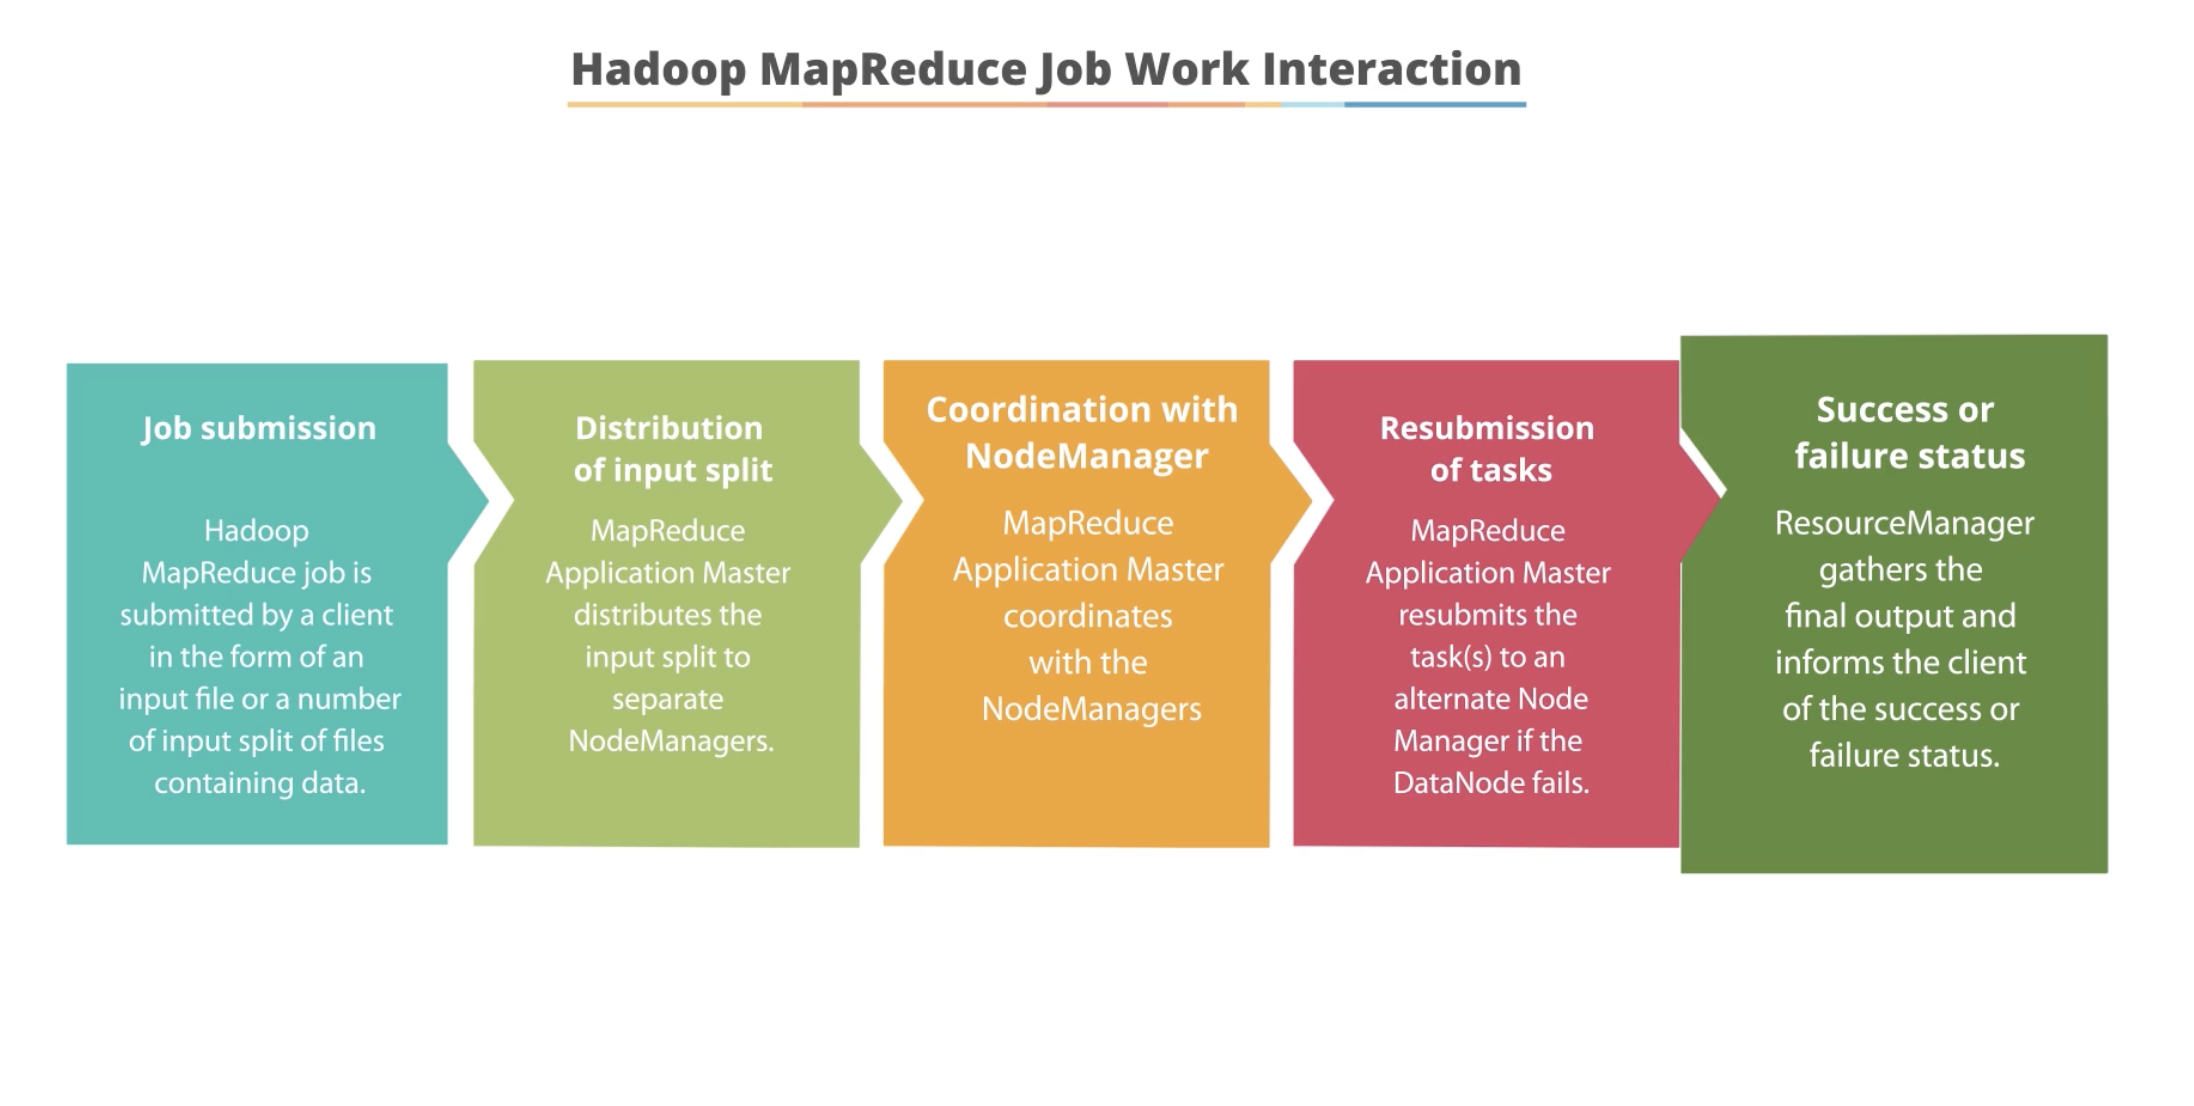 Hadoop MapReduce Job Work Interaction
Job submission
Hadoop
MapReduce job is
submitted by a client
in the form of an
input file or a number
of input split of files
containing data.
Distribution
of input split
MapReduce
Application Master
distributes the
input split to
separate
NodeManagers.
Coordination with
NodeManager
MapReduce
Application Master
coordinates
with the
NodeManagers
Resubmission
of tasks
MapReduce
Application Master
resubmits the
task(s) to an
alternate Node
Manager if the
DataNode fails.
Success or
failure status
ResourceManager
gathers the
final output and
informs the client
of the success or
failure status.